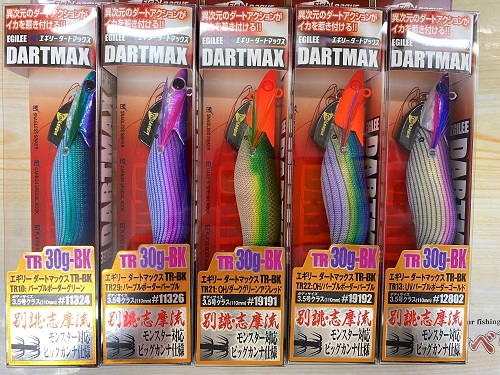 異次元のダートアクションが
イカを惹き付ける!!
EGILEE エギリーダートマックス
DARTMAX
TR 30g-BK
エギリー ダートマックス TR-BK
TR10:パープルボーダーグリーン
3.5号クラス(110mm) #11324
別誂・志摩流
モンスター対応
ビッグカンナ仕様
異次元のダートアクションが
イカを惹き付ける!!
EGILEE エギリーダートマックス
DARTMAX
TR 30g-BK
エギリー ダートマックス TR-BK
TR29:パープルボーダーパープル
3.5号クラス(110mm) #11326
別誂・志摩流
モンスター対応
ビッグカンナ仕様
異次元のダートアクションが
イカを惹き付ける!!
EGILEE エギリーダートマックス
DARTMAX
TR 30g-BK
エギリー ダートマックス TR-BK
TR21:OH/ダークグリーンアシッド
3.5号クラス(110mm) #19191
別誂・志摩流
モンスター対応
ビッグカンナ仕様
異次元のダートアクションが
イカを惹き付ける!!
EGILEE エギリーダートマックス
DARTMAX
TR 30g-BK
エギリー ダートマックス TR-BK
TR22:OH/パープルボーダーレインボー
3.5号クラス(110mm) #19192
別誂・志摩流
モンスター対応
ビッグカンナ仕様
異次元のダートアクションが
イカを惹き付ける!!
EGILEE エギリーダートマックス
DARTMAX
TR 30g-BK
エギリー ダートマックス TR-BK
TR13:UV/パープルボーダーゴールド
3.5号クラス(110mm) #12802
別誂・志摩流
モンスター対応
ビッグカンナ仕様
ur fishing